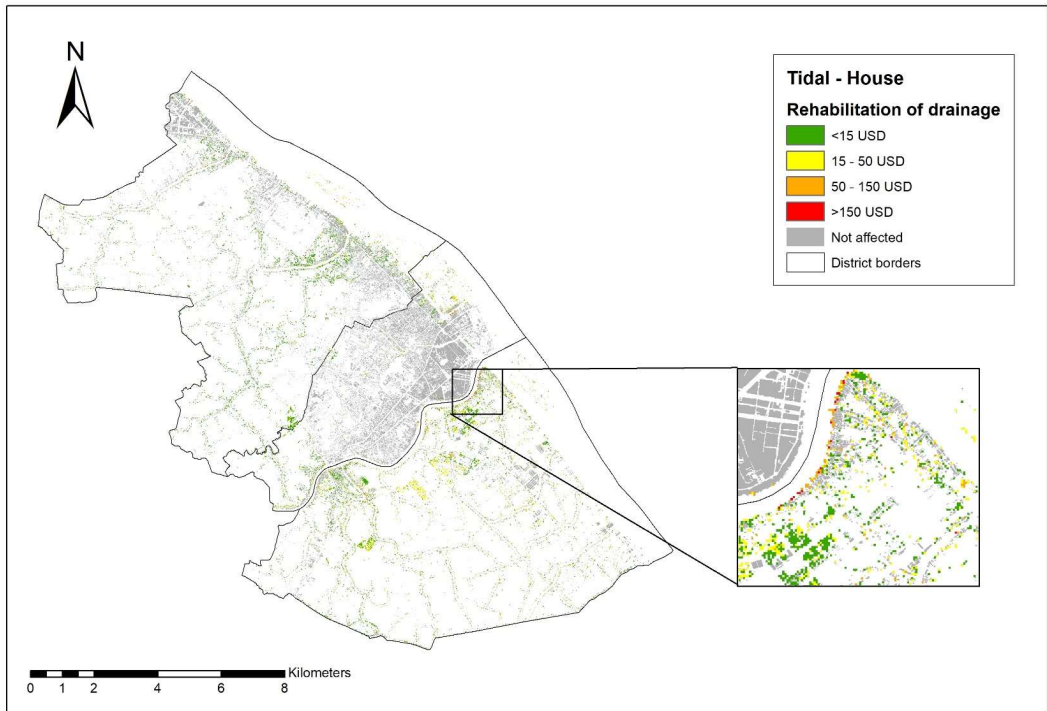 N
Tidal - House
Rehabilitation of drainage
<15 USD
15 - 50 USD
50 - 150 USD
>150 USD
Not affected
District borders
Kilometers
0 1 2 4 6 8